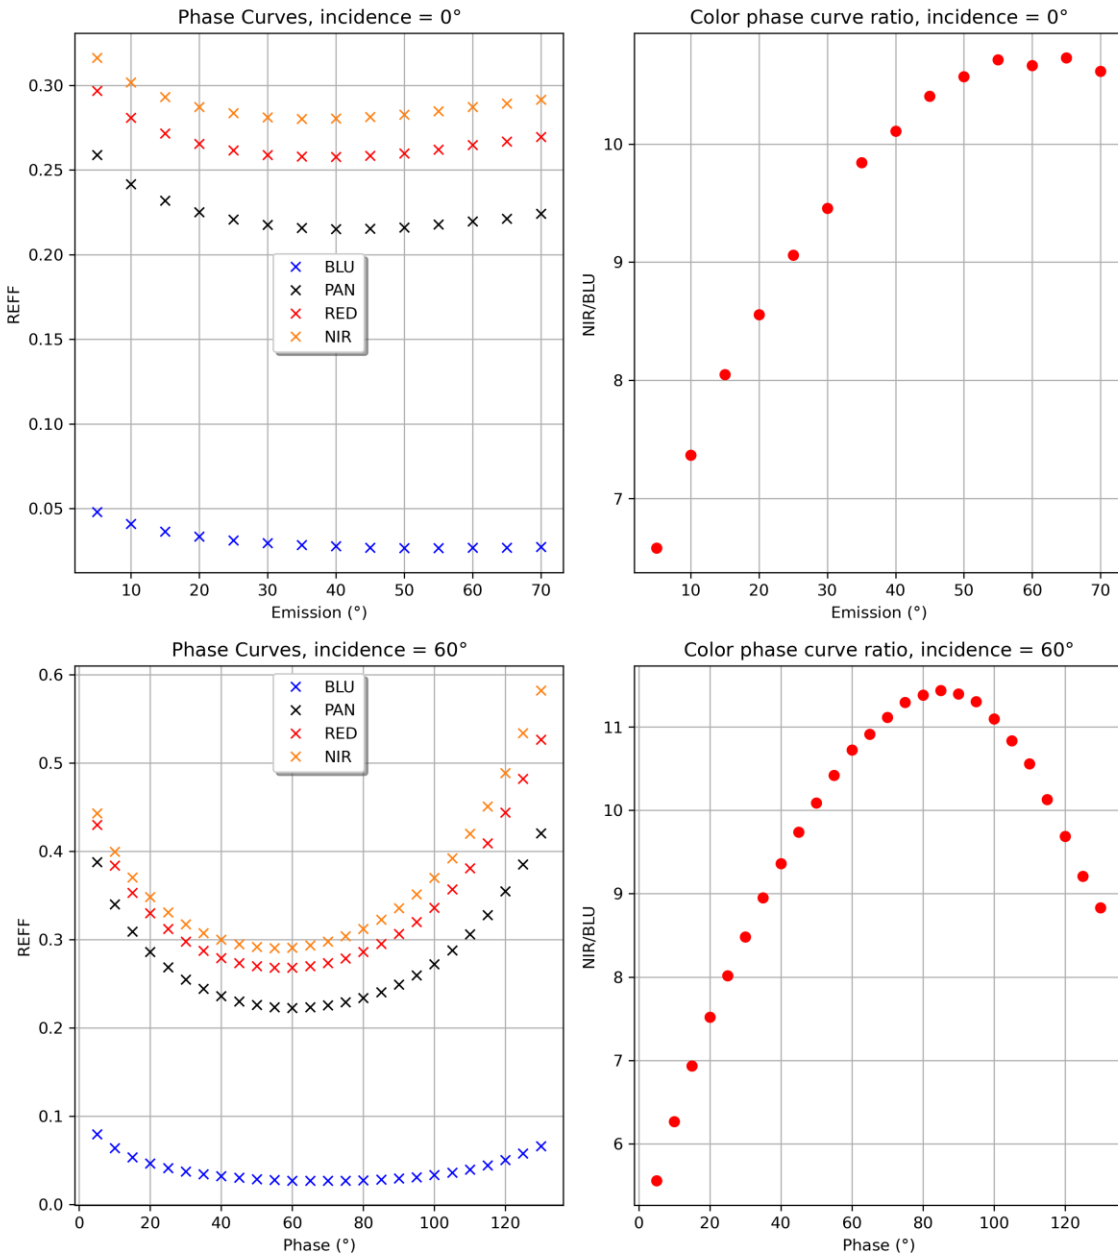 Phase Curves, incidence = 0°
0.30
0.25
0.20
0.15
0.10
0.05
REFF
BLU
PAN
RED
NIR
10 20 30 40 50 60 70
Emission (°)
Color phase curve ratio, incidence = 0°
10
9
8
7
NIR/BLU
10 20 30 40 50 60 70
Emission (°)
Phase Curves, incidence = 60°
0.6
0.5
0.4
0.3
0.2
0.1
0.0
REFF
BLU
PAN
RED
NIR
0 20 40 60 80 100 120
Phase (°)
Color phase curve ratio, incidence = 60°
11
10
9
8
7
6
NIR/BLU
0 20 40 60 80 100 120
Phase (°)